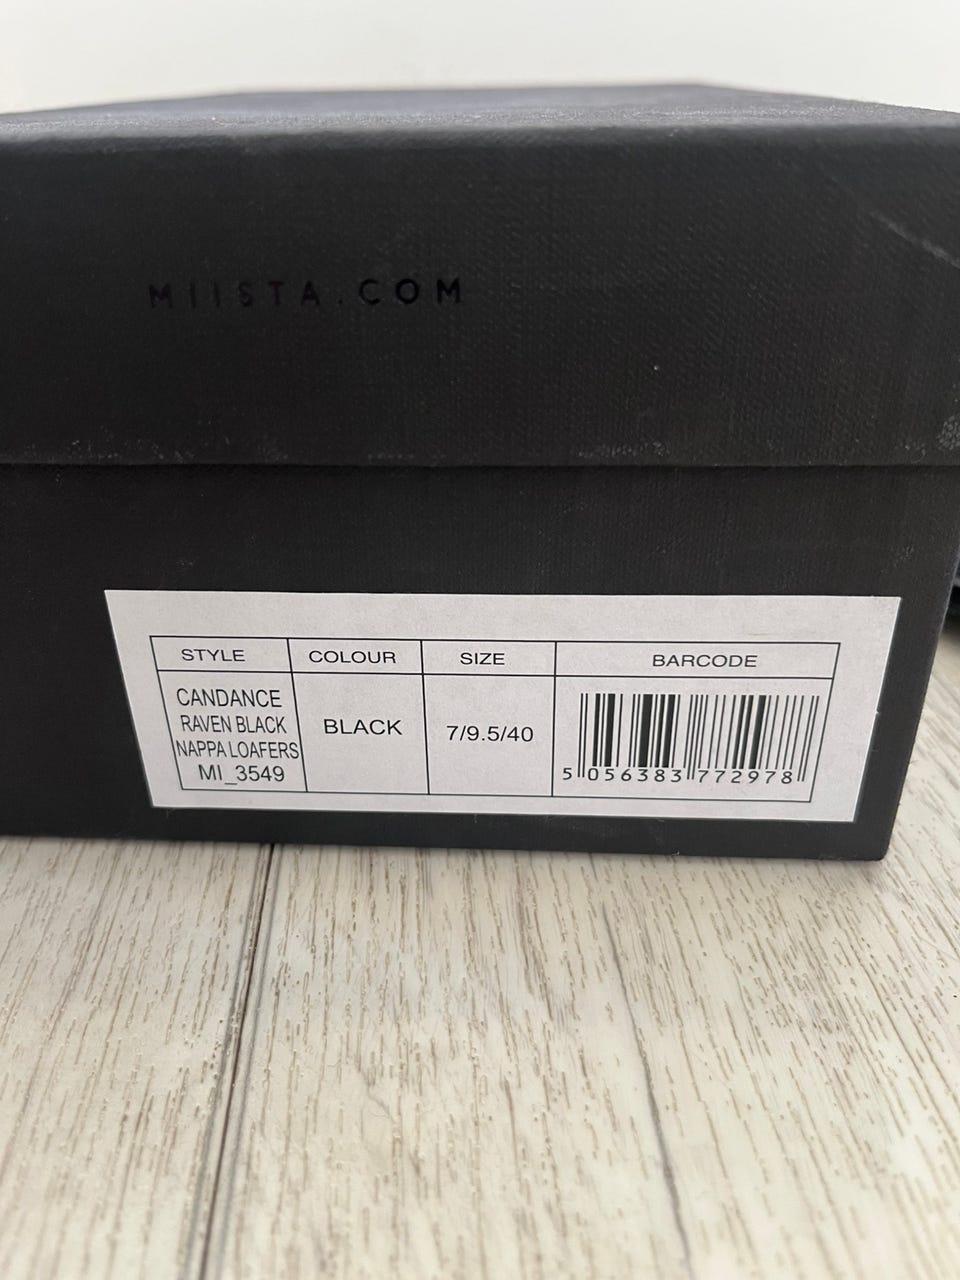 MIISTA.COM
STYLE COLOUR SIZE BARCODE
CANDANCE
RAVEN BLACK
NAPPA LOAFERS
MI_3549
BLACK
7/9.5/40
5 056383 772978